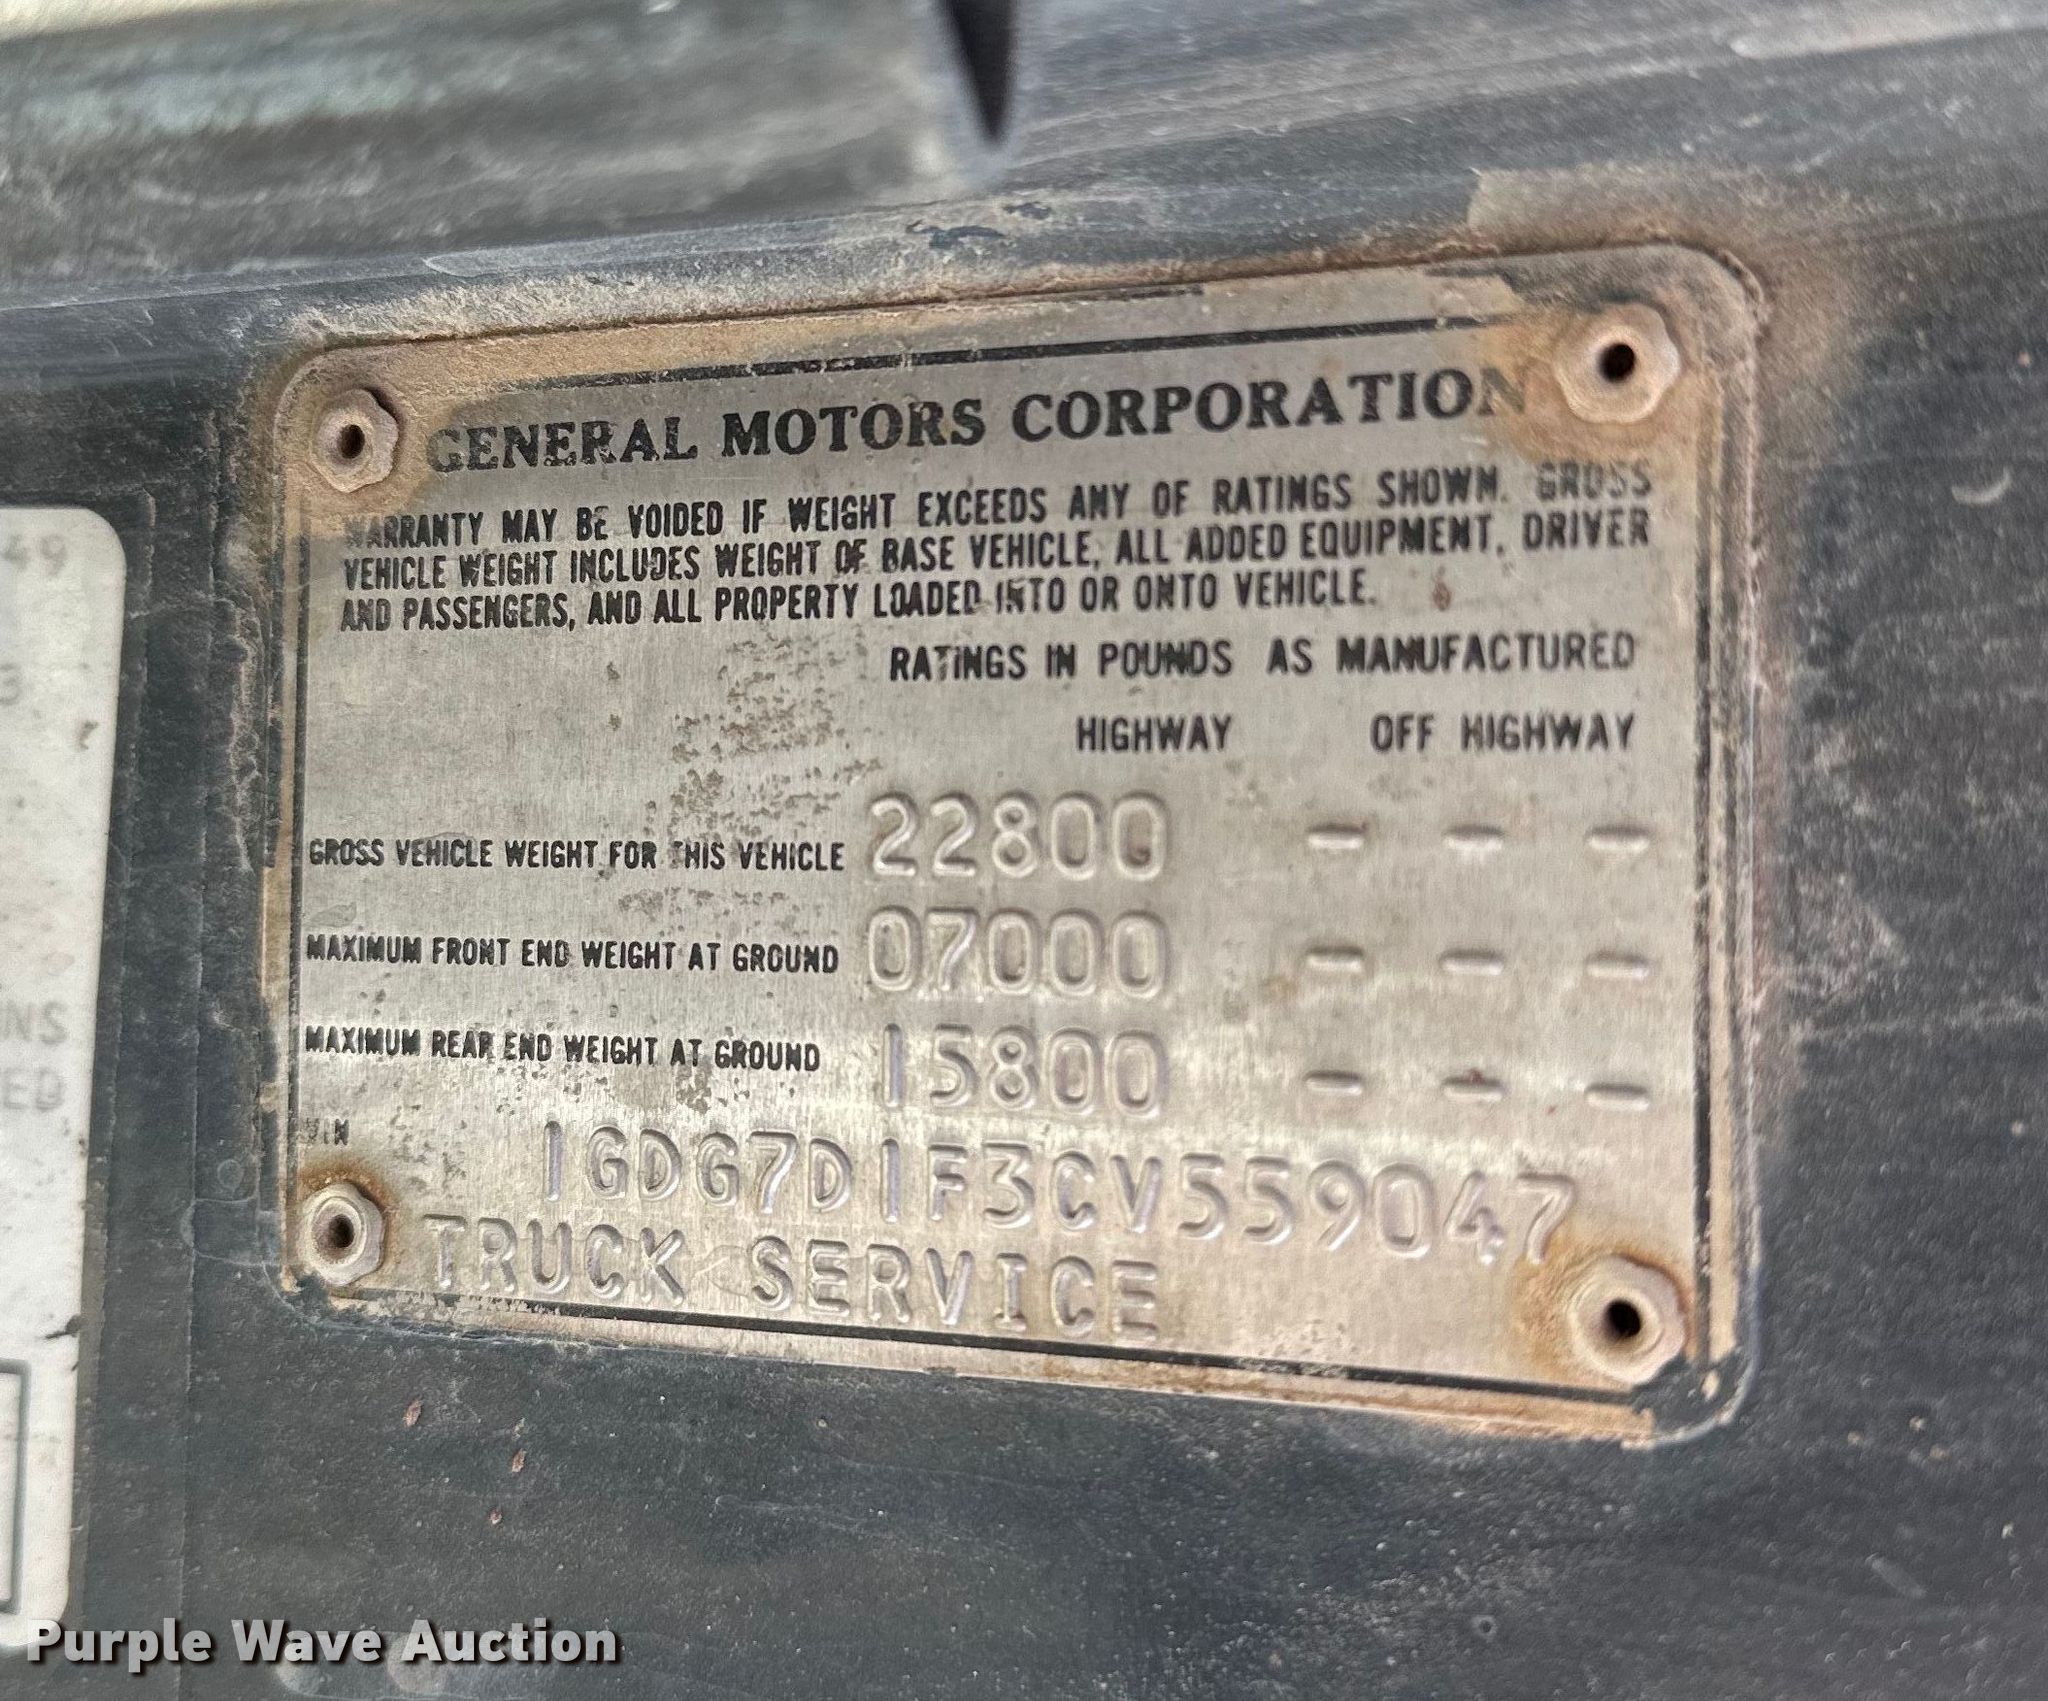 49
G
NS
ED
GENERAL MOTORS CORPORATION
WARRANTY MAY BE VOIDED IF WEIGHT EXCEEDS ANY OF RATINGS SHOWN. GROSS
VEHICLE WEIGHT INCLUDES WEIGHT OF BASE VEHICLE, ALL ADDED EQUIPMENT, DRIVER
AND PASSENGERS, AND ALL PROPERTY LOADED INTO OR ONTO VEHICLE.
RATINGS IN POUNDS AS MANUFACTURED
HIGHWAY OFF HIGHWAY
GROSS VEHICLE WEIGHT FOR THIS VEHICLE 22800 - - -
MAXIMUM FRONT END WEIGHT AT GROUND 07000 - - -
MAXIMUM REAR END WEIGHT AT GROUND 15800 - - -
VIN 1GDG7D1F3CV559047
TRUCK SERVICE
Purple Wave Auction